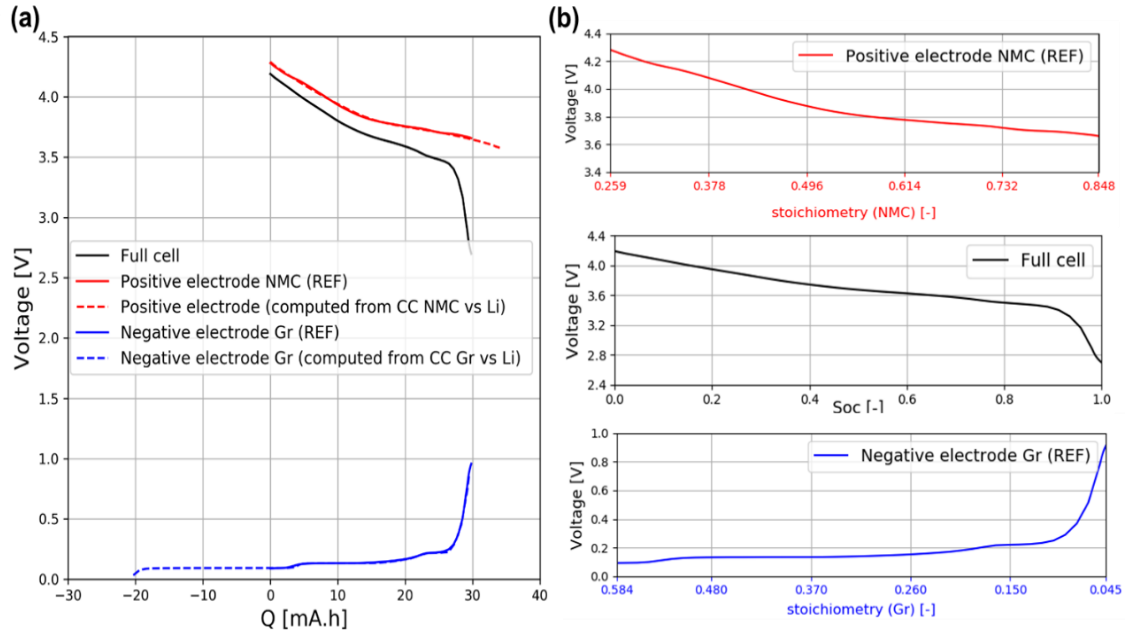 (a)
4.5
4.0
3.5
3.0
2.5
2.0
1.5
1.0
0.5
0.0
Voltage [V]
Full cell
Positive electrode NMC (REF)
Positive electrode (computed from CC NMC vs Li)
Negative electrode Gr (REF)
Negative electrode Gr (computed from CC Gr vs Li)
−30 −20 −10 0 10 20 30 40
Q [mA.h]
(b)
4.4
4.2
4.0
3.8
3.6
3.4
Voltage [V]
Positive electrode NMC (REF)
0.259 0.378 0.496 0.614 0.732 0.848
stoichiometry (NMC) [-]
4.4
4.0
3.6
3.2
2.8
2.4
Voltage [V]
Full cell
0.0 0.2 0.4 0.6 0.8 1.0
Soc [-]
1.0
0.8
0.6
0.4
0.2
0.0
Voltage [V]
Negative electrode Gr (REF)
0.584 0.480 0.370 0.260 0.150 0.045
stoichiometry (Gr) [-]